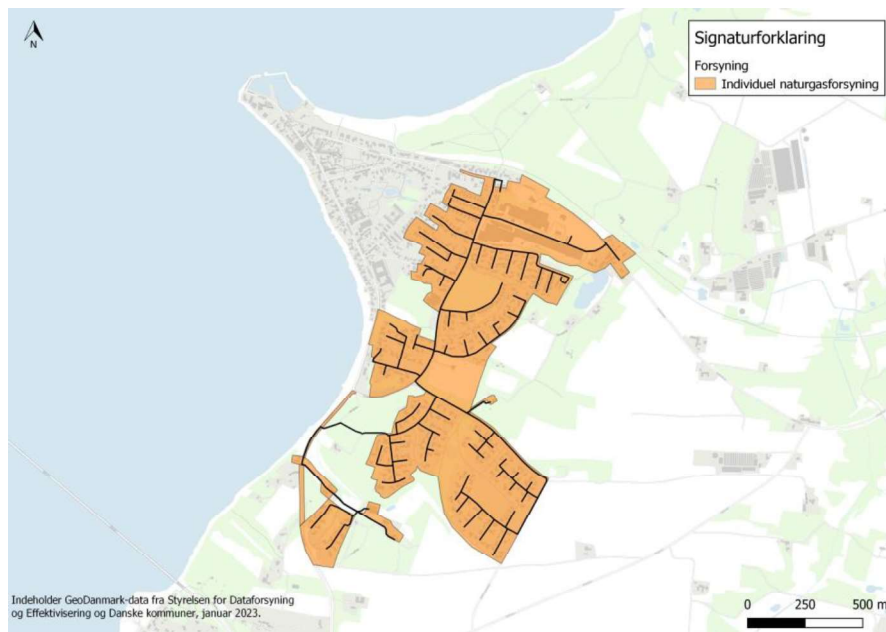 N
Signaturforklaring
Forsyning
Individuel naturgasforsyning
Indeholder GeoDanmark-data fra Styrelsen for Dataforsyning
og Effektivisering og Danske kommuner, januar 2023.
0 250 500 m